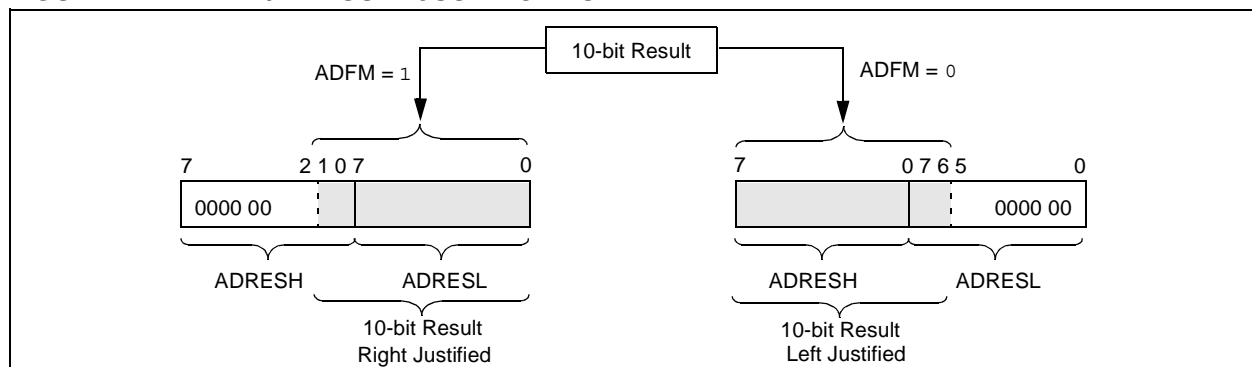 10-bit Result
ADFM = 1
ADFM = 0
7 2 1 0 7 0
7 0 7 6 5 0
0000 00
0000 00
ADRESH ADRESL
ADRESH ADRESL
10-bit Result
Right Justified
10-bit Result
Left Justified